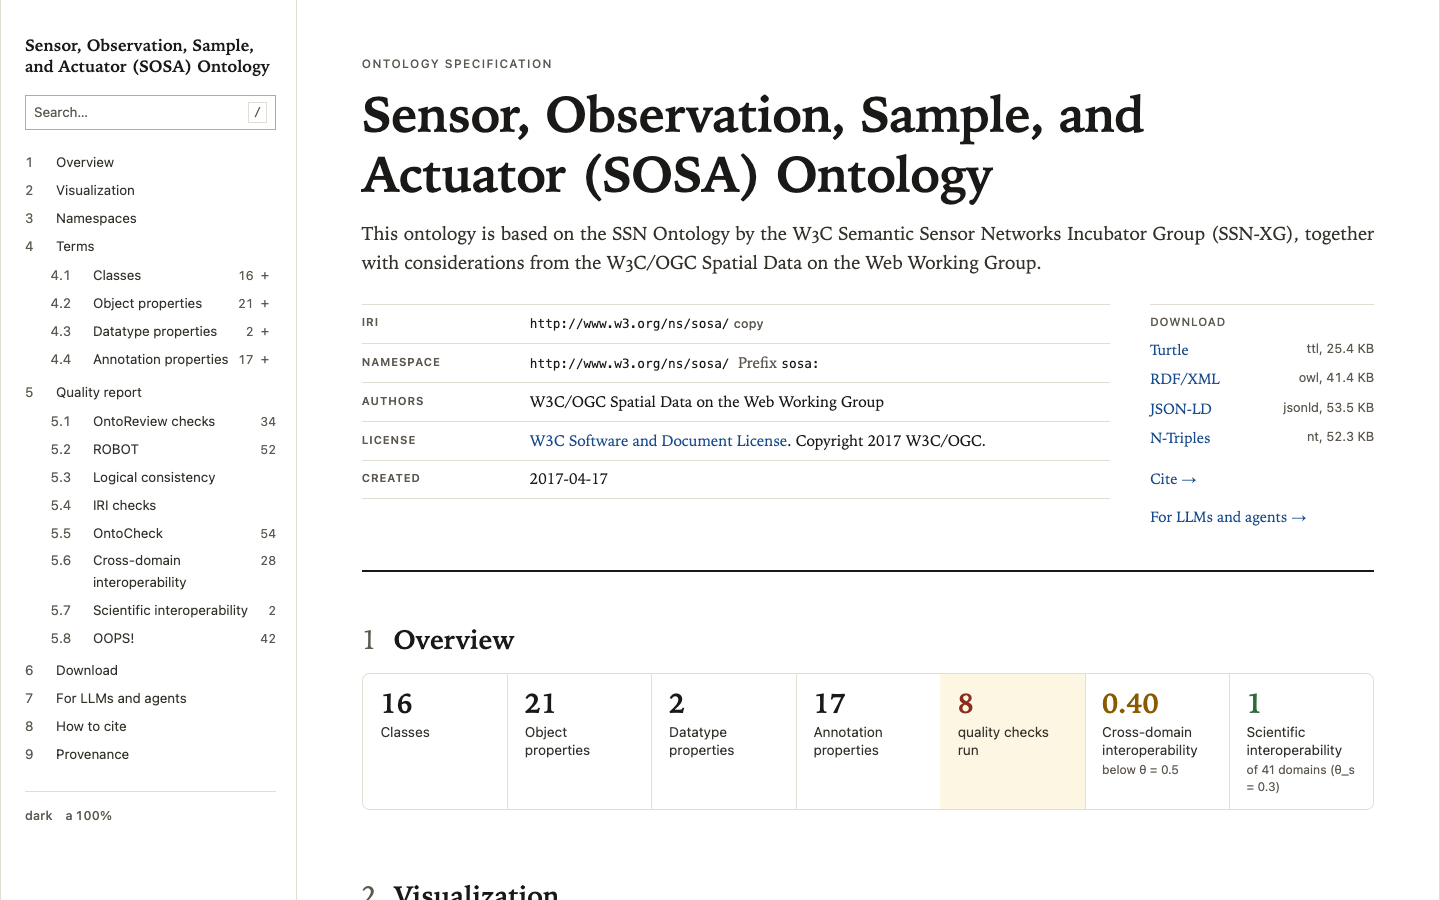 Sensor, Observation, Sample,
and Actuator (SOSA) Ontology
Search...
/
1 Overview
2 Visualization
3 Namespaces
4 Terms
4.1 Classes 16 +
4.2 Object properties 21 +
4.3 Datatype properties 2 +
4.4 Annotation properties 17 +
5 Quality report
5.1 OntoReview checks 34
5.2 ROBOT 52
5.3 Logical consistency
5.4 IRI checks
5.5 OntoCheck 54
5.6 Cross-domain 28
interoperability
5.7 Scientific interoperability 2
5.8 OOPS! 42
6 Download
7 For LLMs and agents
8 How to cite
9 Provenance
dark a 100%
ONTOLOGY SPECIFICATION
Sensor, Observation, Sample, and
Actuator (SOSA) Ontology
This ontology is based on the SSN Ontology by the W3C Semantic Sensor Networks Incubator Group (SSN-XG), together
with considerations from the W3C/OGC Spatial Data on the Web Working Group.
IRI http://www.w3.org/ns/sosa/ copy
NAMESPACE http://www.w3.org/ns/sosa/ Prefix sosa:
AUTHORS W3C/OGC Spatial Data on the Web Working Group
LICENSE W3C Software and Document License. Copyright 2017 W3C/OGC.
CREATED 2017-04-17
DOWNLOAD
Turtle ttl, 25.4 KB
RDF/XML owl, 41.4 KB
JSON-LD jsonld, 53.5 KB
N-Triples nt, 52.3 KB
Cite →
For LLMs and agents →
1 Overview
16
Classes
21
Object
properties
2
Datatype
properties
17
Annotation
properties
8
quality checks
run
0.40
Cross-domain
interoperability
below θ = 0.5
1
Scientific
interoperability
of 41 domains (θ_s
= 0.3)
2 Visualization